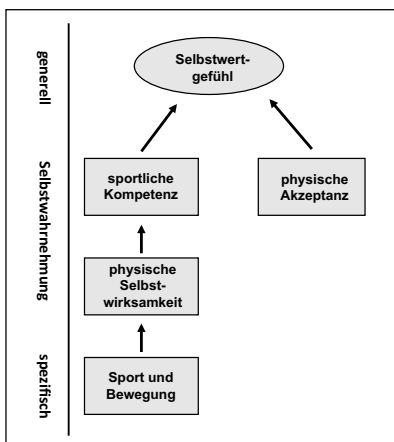 generell
Selbstwahrnehmung
spezifisch
Selbstwert-
gefühl
sportliche
Kompetenz
physische
Akzeptanz
physische
Selbst-
wirksamkeit
Sport und
Bewegung